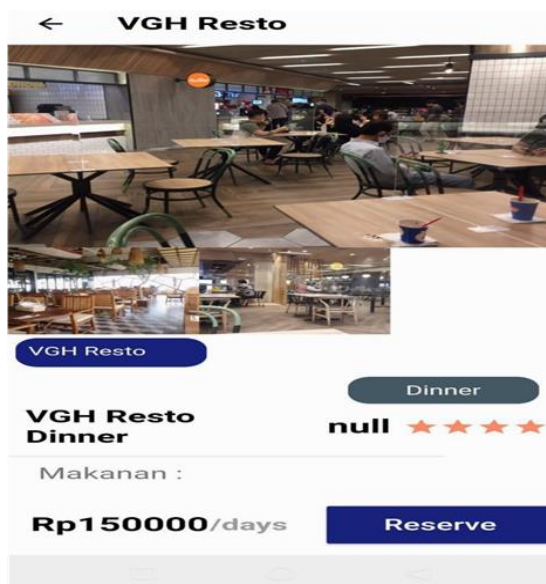 VGH Resto
VGH Resto
Dinner
VGH Resto
Dinner
null
Makanan :
Rp150000/days
Reserve